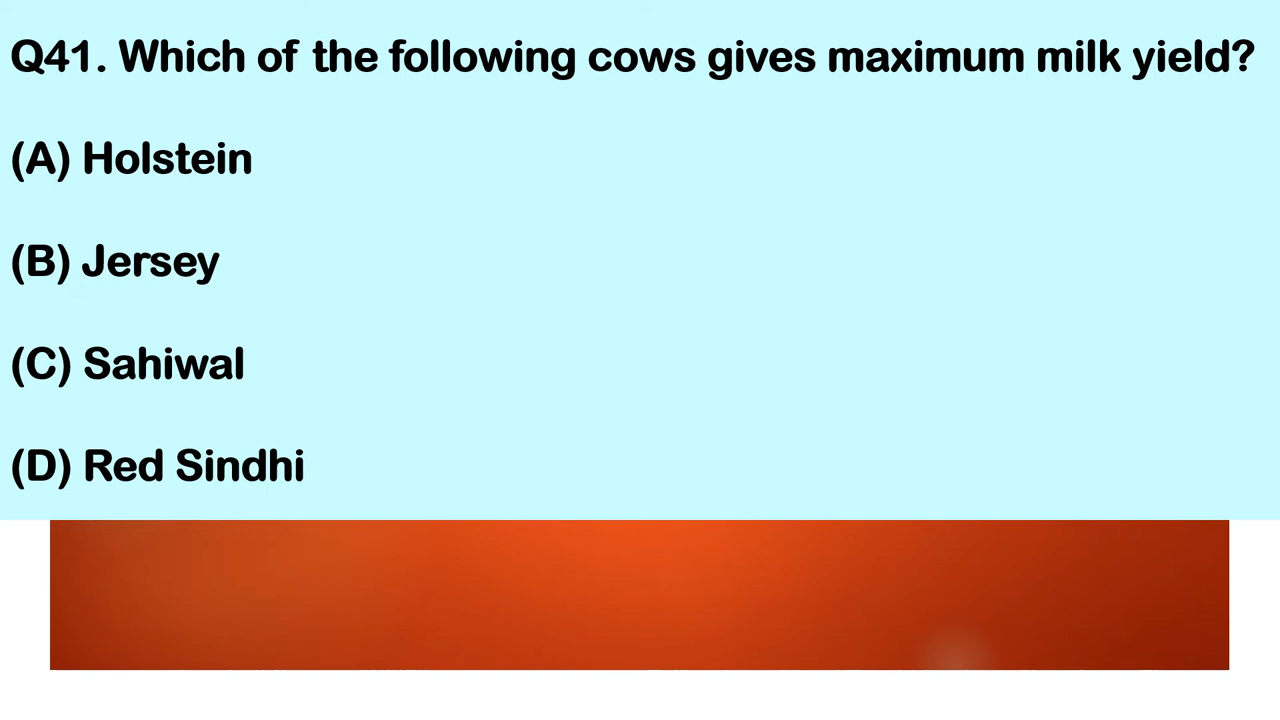 Q41. Which of the following cows gives maximum milk yield?
(A) Holstein
(B) Jersey
(C) Sahiwal
(D) Red Sindhi